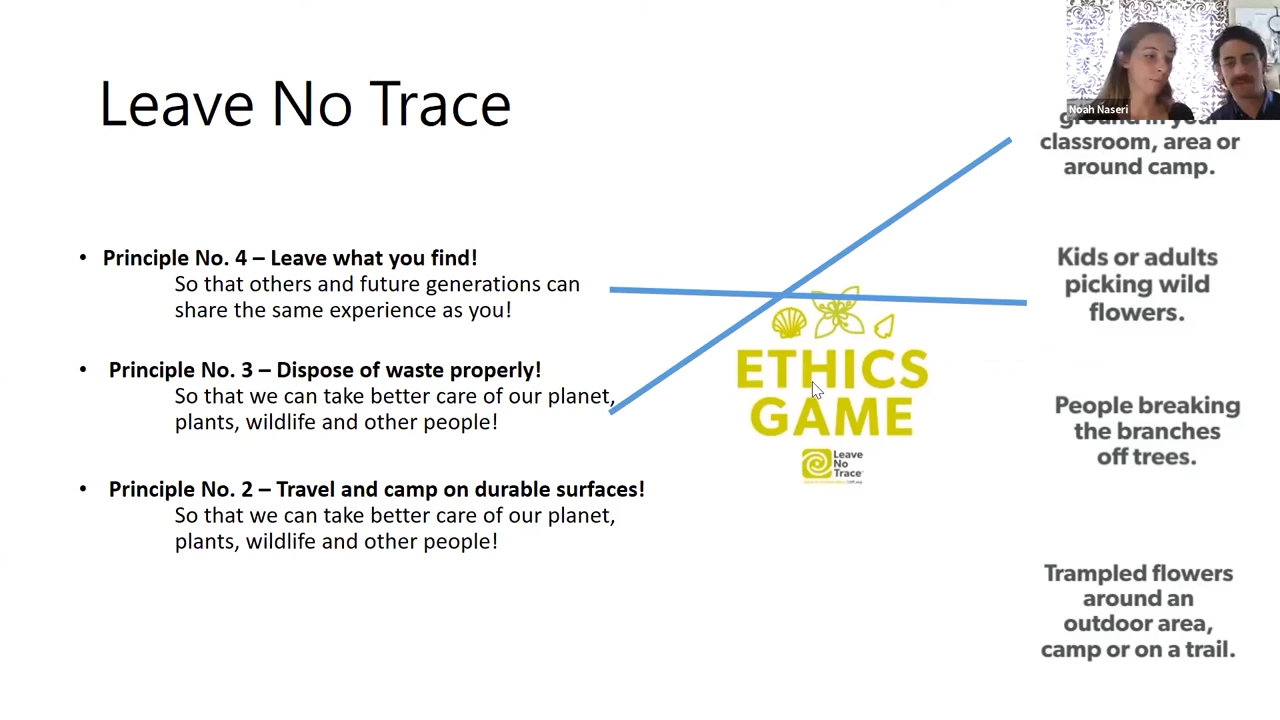 Leave No Trace
• Principle No. 4 – Leave what you find!
So that others and future generations can
share the same experience as you!
• Principle No. 3 – Dispose of waste properly!
So that we can take better care of our planet,
plants, wildlife and other people!
• Principle No. 2 – Travel and camp on durable surfaces!
So that we can take better care of our planet,
plants, wildlife and other people!
ETHICS
GAME
Leave
No
Trace
Noah Naseri
ground in your
classroom, area or
around camp.
Kids or adults
picking wild
flowers.
People breaking
the branches
off trees.
Trampled flowers
around an
outdoor area,
camp or on a trail.